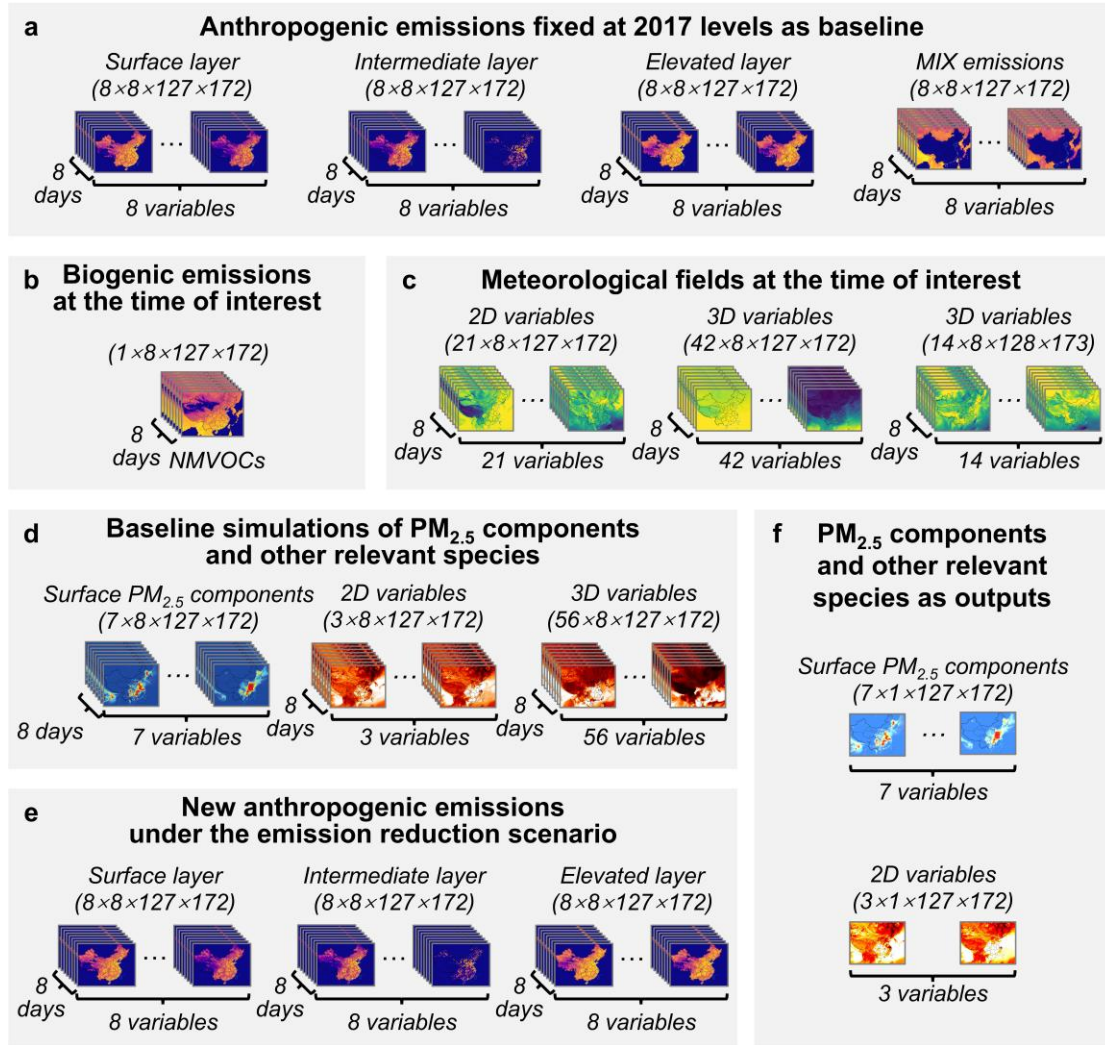 a Anthropogenic emissions fixed at 2017 levels as baseline
Surface layer
(8×8×127×172)
8
days
8 variables
Intermediate layer
(8×8×127×172)
8
days
8 variables
Elevated layer
(8×8×127×172)
8
days
8 variables
MIX emissions
(8×8×127×172)
8
days
8 variables
b Biogenic emissions
at the time of interest
(1×8×127×172)
8
days
NMVOCs
c Meteorological fields at the time of interest
2D variables
(21×8×127×172)
8
days
21 variables
3D variables
(42×8×127×172)
8
days
42 variables
3D variables
(14×8×128×173)
8
days
14 variables
d Baseline simulations of PM2.5 components
and other relevant species
Surface PM2.5 components
(7×8×127×172)
8 days
7 variables
2D variables
(3×8×127×172)
8
days
3 variables
3D variables
(56×8×127×172)
8
days
56 variables
e New anthropogenic emissions
under the emission reduction scenario
Surface layer
(8×8×127×172)
8
days
8 variables
Intermediate layer
(8×8×127×172)
8
days
8 variables
Elevated layer
(8×8×127×172)
8
days
8 variables
f PM2.5 components
and other relevant
species as outputs
Surface PM2.5 components
(7×1×127×172)
...
7 variables
2D variables
(3×1×127×172)
3 variables